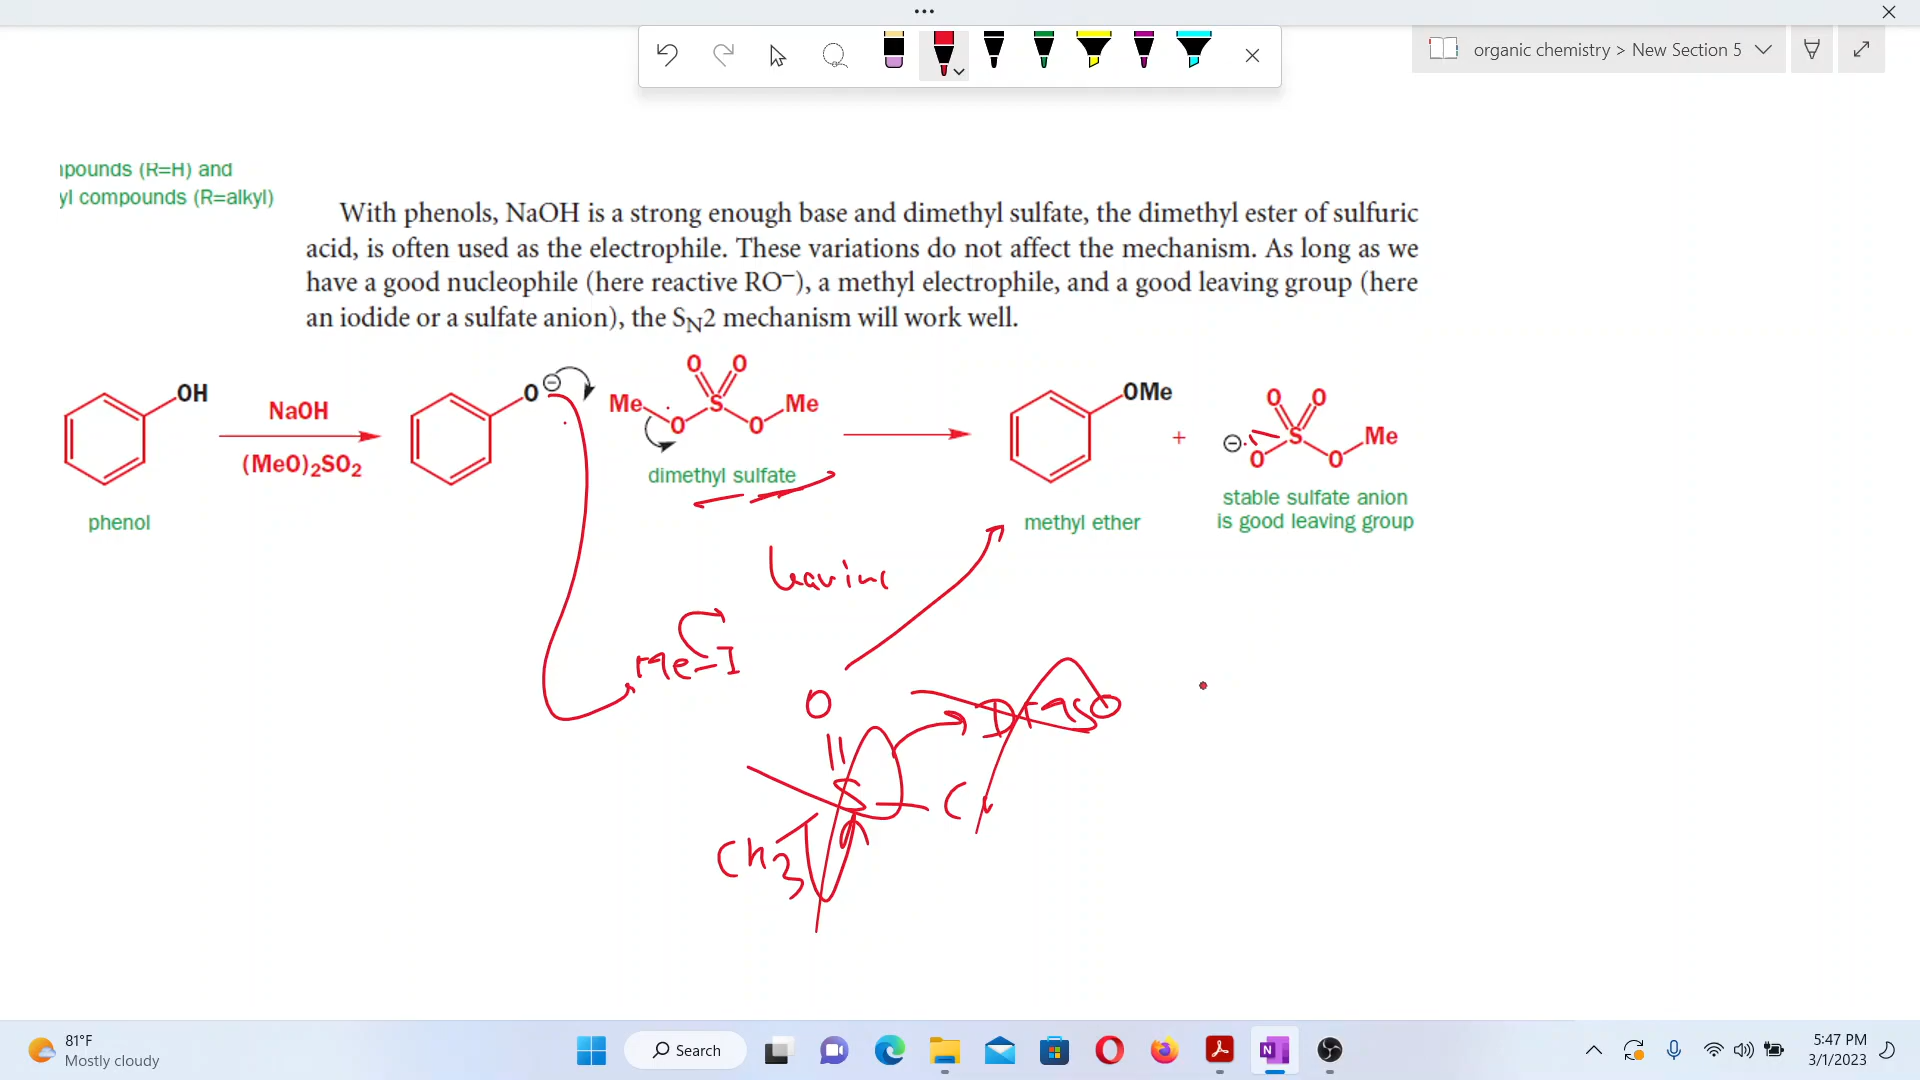 organic chemistry > New Section 5
pounds (R=H) and
yl compounds (R=alkyl)
With phenols, NaOH is a strong enough base and dimethyl sulfate, the dimethyl ester of sulfuric
acid, is often used as the electrophile. These variations do not affect the mechanism. As long as we
have a good nucleophile (here reactive RO⁻), a methyl electrophile, and a good leaving group (here
an iodide or a sulfate anion), the SN2 mechanism will work well.
OH
NaOH
(MeO)₂SO₂
phenol
O ⊖
O O
Me S Me
O O
dimethyl sulfate
OMe
methyl ether
+
O O
⊖ S Me
O O
stable sulfate anion
is good leaving group
Me-I
O
S
CH3
81°F
Mostly cloudy
Search
5:47 PM
3/1/2023